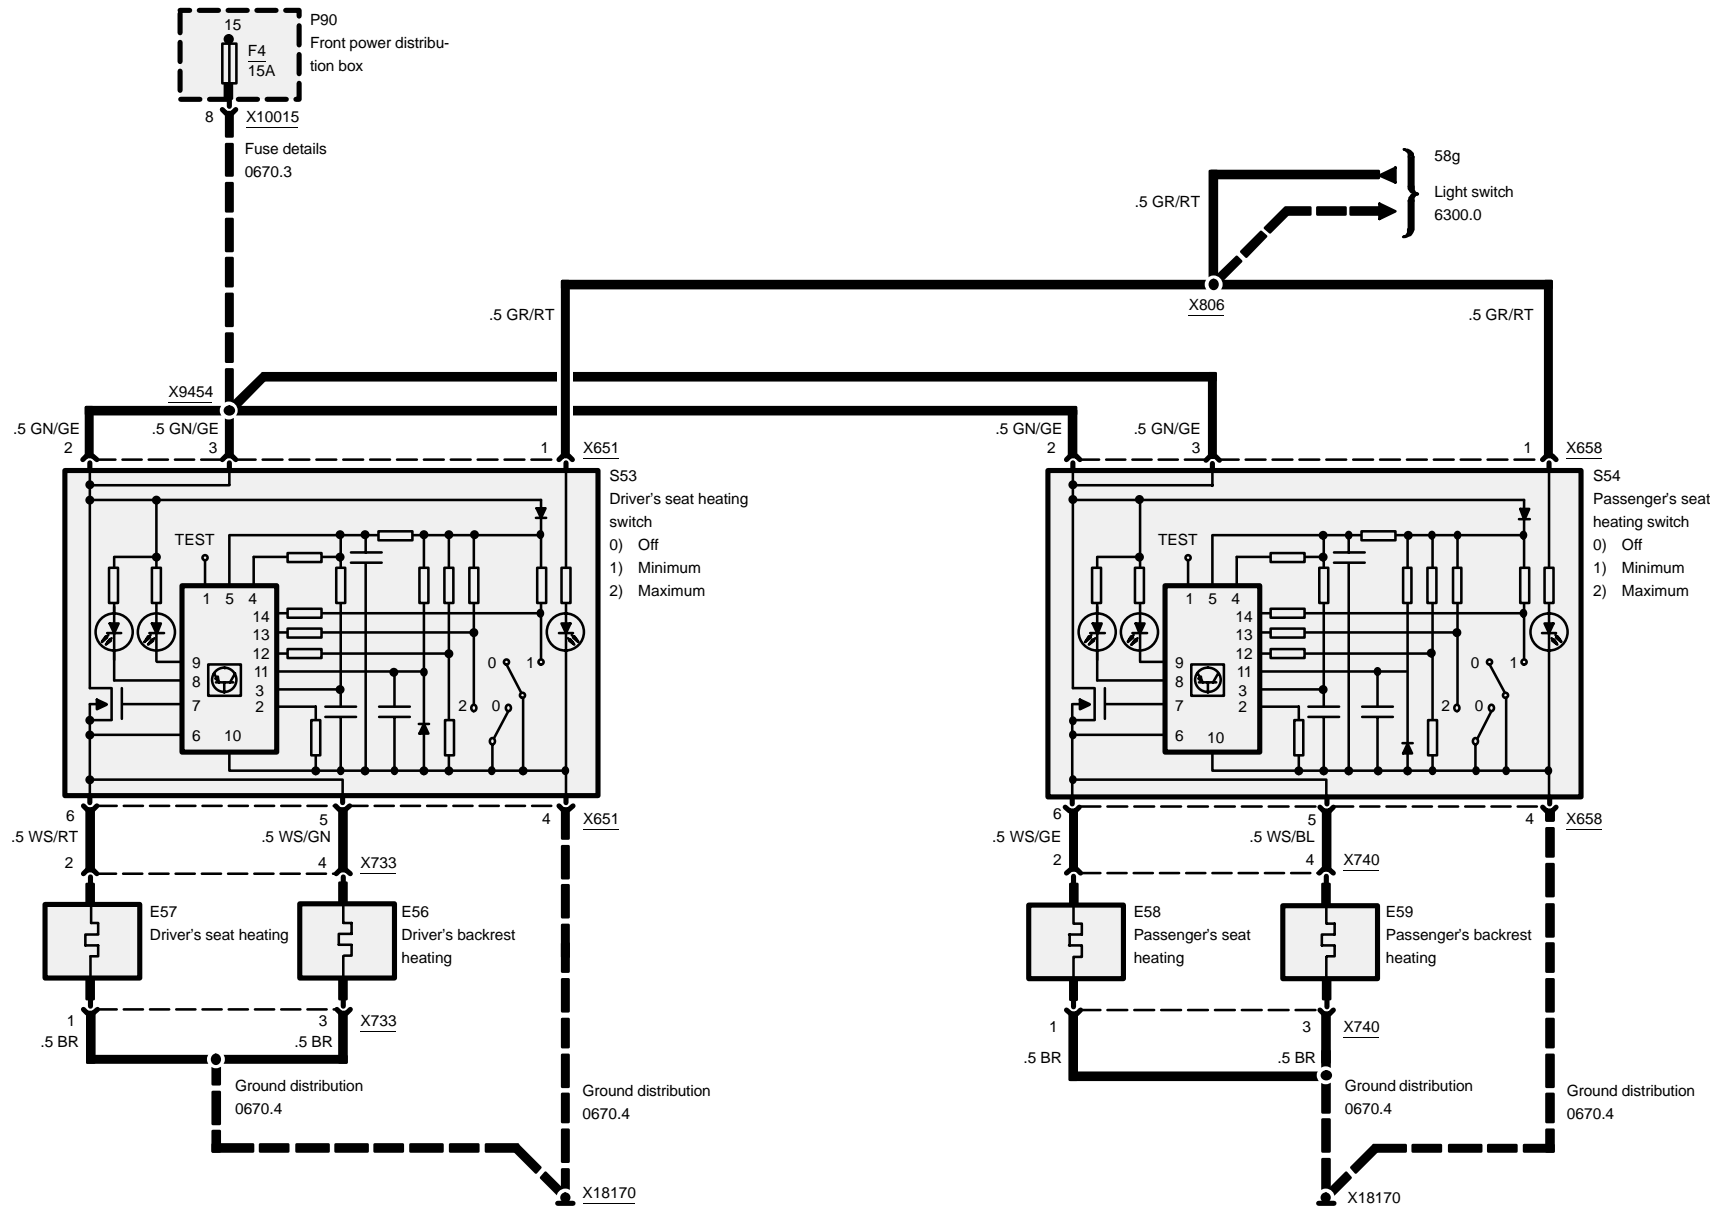 15
F4
15A
P90
Front power distribu-
tion box
8
X10015
Fuse details
0670.3
58g
Light switch
6300.0
.5 GR/RT
X806
.5 GR/RT
.5 GR/RT
X9454
.5 GN/GE
.5 GN/GE
.5 GN/GE
.5 GN/GE
2
3
1
X651
2
3
1
X658
S53
Driver's seat heating
switch
0) Off
1) Minimum
2) Maximum
TEST
1
5
4
14
13
12
11
3
2
10
9
8
7
6
0
1
2
0
S54
Passenger's seat
heating switch
0) Off
1) Minimum
2) Maximum
TEST
1
5
4
14
13
12
11
3
2
10
9
8
7
6
0
1
2
0
6
5
4
X651
.5 WS/RT
.5 WS/GN
2
4
X733
6
5
4
X658
.5 WS/GE
.5 WS/BL
2
4
X740
E57
Driver's seat heating
E56
Driver's backrest
heating
E58
Passenger's seat
heating
E59
Passenger's backrest
heating
1
3
X733
.5 BR
.5 BR
1
3
X740
.5 BR
.5 BR
Ground distribution
0670.4
Ground distribution
0670.4
Ground distribution
0670.4
Ground distribution
0670.4
X18170
X18170